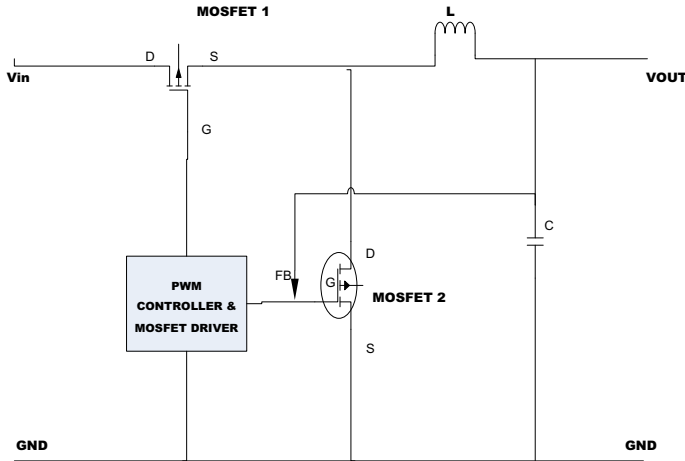 MOSFET 1
L
D
S
Vin
VOUT
G
C
D
FB
G
PWM
CONTROLLER &
MOSFET DRIVER
MOSFET 2
S
GND
GND